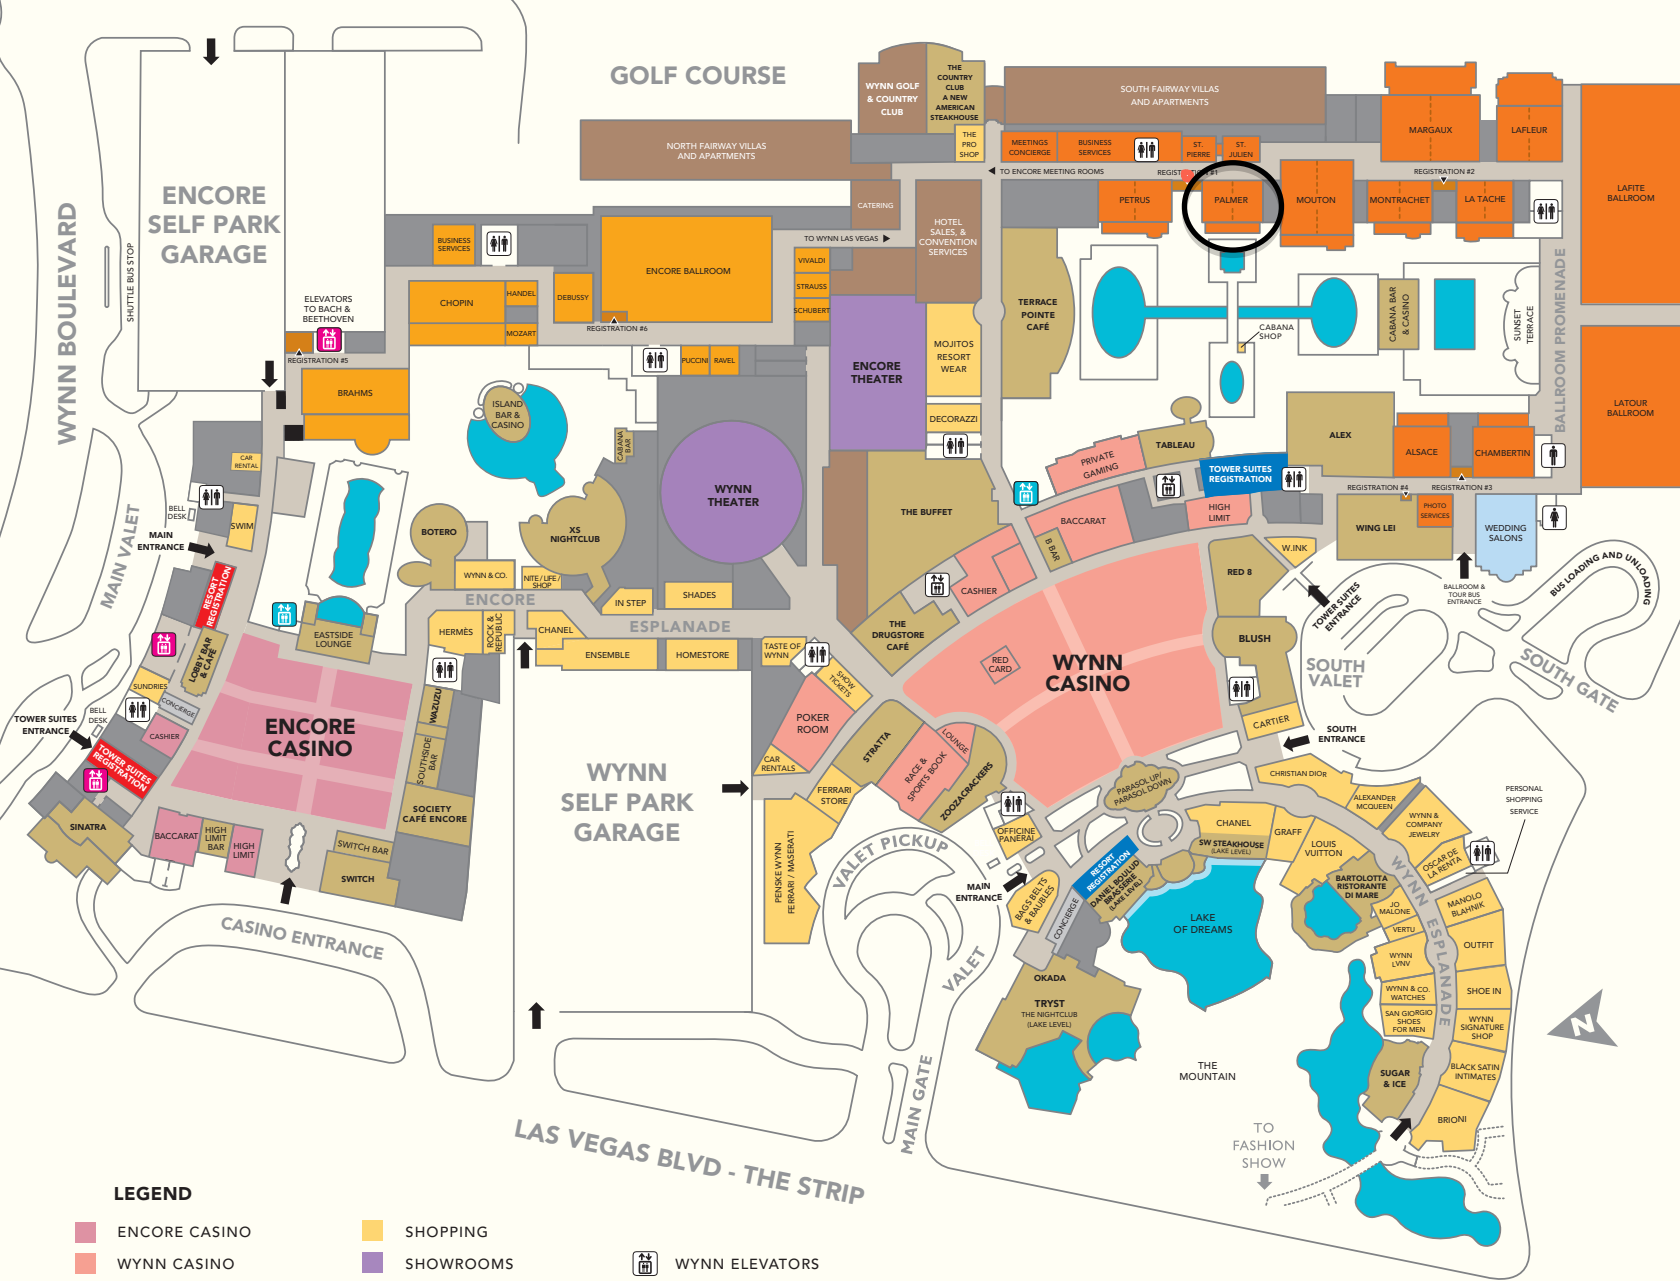 GOLF COURSE
WYNN GOLF
& COUNTRY
CLUB
THE
COUNTRY
CLUB
A NEW
AMERICAN
STEAKHOUSE
THE
PRO
SHOP
SOUTH FAIRWAY VILLAS
AND APARTMENTS
NORTH FAIRWAY VILLAS
AND APARTMENTS
MEETINGS
CONCIERGE
BUSINESS
SERVICES
ST.
PIERRE
ST.
JULIEN
MARGAUX
LAFLEUR
TO ENCORE MEETING ROOMS
REGISTRATION #1
REGISTRATION #2
PETRUS
PALMER
MOUTON
MONTRACHET
LA TACHE
LAFITE
BALLROOM
LATOUR
BALLROOM
BALLROOM PROMENADE
ENCORE
SELF PARK
GARAGE
WYNN BOULEVARD
SHUTTLE BUS STOP
CATERING
HOTEL
SALES, &
CONVENTION
SERVICES
TO WYNN LAS VEGAS
BUSINESS
SERVICES
ENCORE BALLROOM
VIVALDI
STRAUSS
SCHUBERT
CHOPIN
HANDEL
MOZART
DEBUSSY
REGISTRATION #6
ELEVATORS
TO BACH &
BEETHOVEN
REGISTRATION #5
BRAHMS
PUCCINI
RAVEL
ENCORE
THEATER
MOJITOS
RESORT
WEAR
DECORAZZI
TERRACE
POINTE
CAFÉ
CABANA
SHOP
CABANA BAR
& CASINO
SUNSET
TERRACE
ISLAND
BAR &
CASINO
CABANA
BAR
WYNN
THEATER
THE BUFFET
PRIVATE
GAMING
TABLEAU
TOWER SUITES
REGISTRATION
ALEX
ALSACE
CHAMBERTIN
REGISTRATION #4
REGISTRATION #3
PHOTO
SERVICES
WING LEI
WEDDING
SALONS
BACCARAT
HIGH
LIMIT
B BAR
W.INK
RED 8
BLUSH
CARTIER
BALLROOM &
TOUR BUS
ENTRANCE
TOWER SUITES
ENTRANCE
BUS LOADING AND UNLOADING
SOUTH
VALET
SOUTH GATE
SOUTH
ENTRANCE
CAR
RENTAL
BELL
DESK
SWIM
MAIN
ENTRANCE
MAIN VALET
RESORT
REGISTRATION
LOBBY BAR
& CAFÉ
SUNDRIES
CONCIERGE
BELL
DESK
CASHIER
TOWER SUITES
ENTRANCE
TOWER SUITES
REGISTRATION
SINATRA
BACCARAT
HIGH
LIMIT
BAR
HIGH
LIMIT
SWITCH BAR
SWITCH
SOCIETY
CAFÉ ENCORE
SOUTHSIDE
BAR
WAZUZU
ENCORE
CASINO
EASTSIDE
LOUNGE
CASINO ENTRANCE
BOTERO
XS
NIGHTCLUB
WYNN & CO.
NITE / LIFE /
SHOP
IN STEP
SHADES
ENCORE
ESPLANADE
HERMÈS
ROCK &
REPUBLIC
CHANEL
ENSEMBLE
HOMESTORE
TASTE OF
WYNN
SHOW
TICKETS
POKER
ROOM
CAR
RENTALS
WYNN
SELF PARK
GARAGE
THE
DRUGSTORE
CAFÉ
CASHIER
RED
CARD
WYNN
CASINO
STRATTA
RACE &
SPORTS BOOK
LOUNGE
ZOOZACRACKERS
FERRARI
STORE
PENSKE WYNN
FERRARI / MASERATI
VALET PICKUP
OFFICINE
PANERAI
MAIN
ENTRANCE
BAGS BELTS
& BAUBLES
CONCIERGE
RESORT
REGISTRATION
DANIEL BOULUD
BRASSERIE
(LAKE LEVEL)
PARASOL UP/
PARASOL DOWN
SW STEAKHOUSE
(LAKE LEVEL)
CHANEL
GRAFF
LOUIS
VUITTON
CHRISTIAN DIOR
ALEXANDER
MCQUEEN
WYNN &
COMPANY
JEWELRY
OSCAR DE
LA RENTA
PERSONAL
SHOPPING
SERVICE
BARTOLOTTA
RISTORANTE
DI MARE
JO
MALONE
VERTU
WYNN
LVNV
WYNN & CO.
WATCHES
SAN GIORGIO
SHOES
FOR MEN
SUGAR
& ICE
MANOLO
BLAHNIK
OUTFIT
SHOE IN
WYNN
SIGNATURE
SHOP
BLACK SATIN
INTIMATES
BRIONI
WYNN ESPLANADE
LAKE
OF DREAMS
OKADA
TRYST
THE NIGHTCLUB
(LAKE LEVEL)
VALET
MAIN GATE
THE
MOUNTAIN
TO
FASHION
SHOW
N
LAS VEGAS BLVD - THE STRIP
LEGEND
ENCORE CASINO
WYNN CASINO
SHOPPING
SHOWROOMS
WYNN ELEVATORS